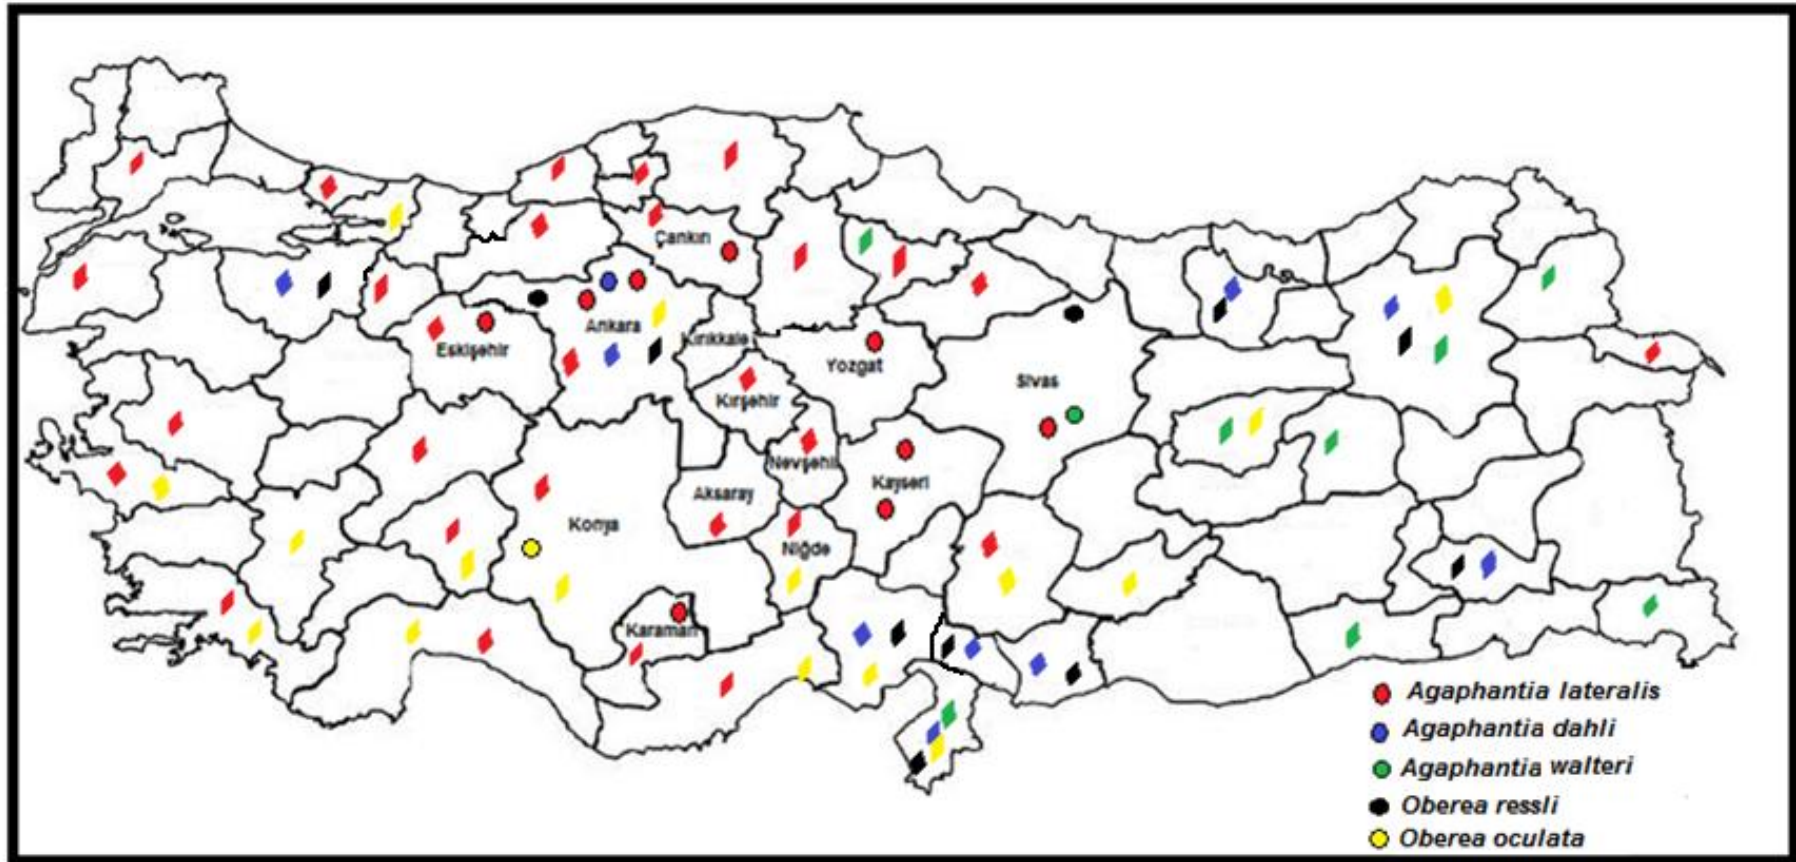 Çankırı
Ankara
Eskişehir
Kırıkkale
Yozgat
Sivas
Kırşehir
Nevşehir
Kayseri
Aksaray
Konya
Niğde
Karaman
Agaphantia lateralis
Agaphantia dahli
Agaphantia walteri
Oberea ressli
Oberea oculata